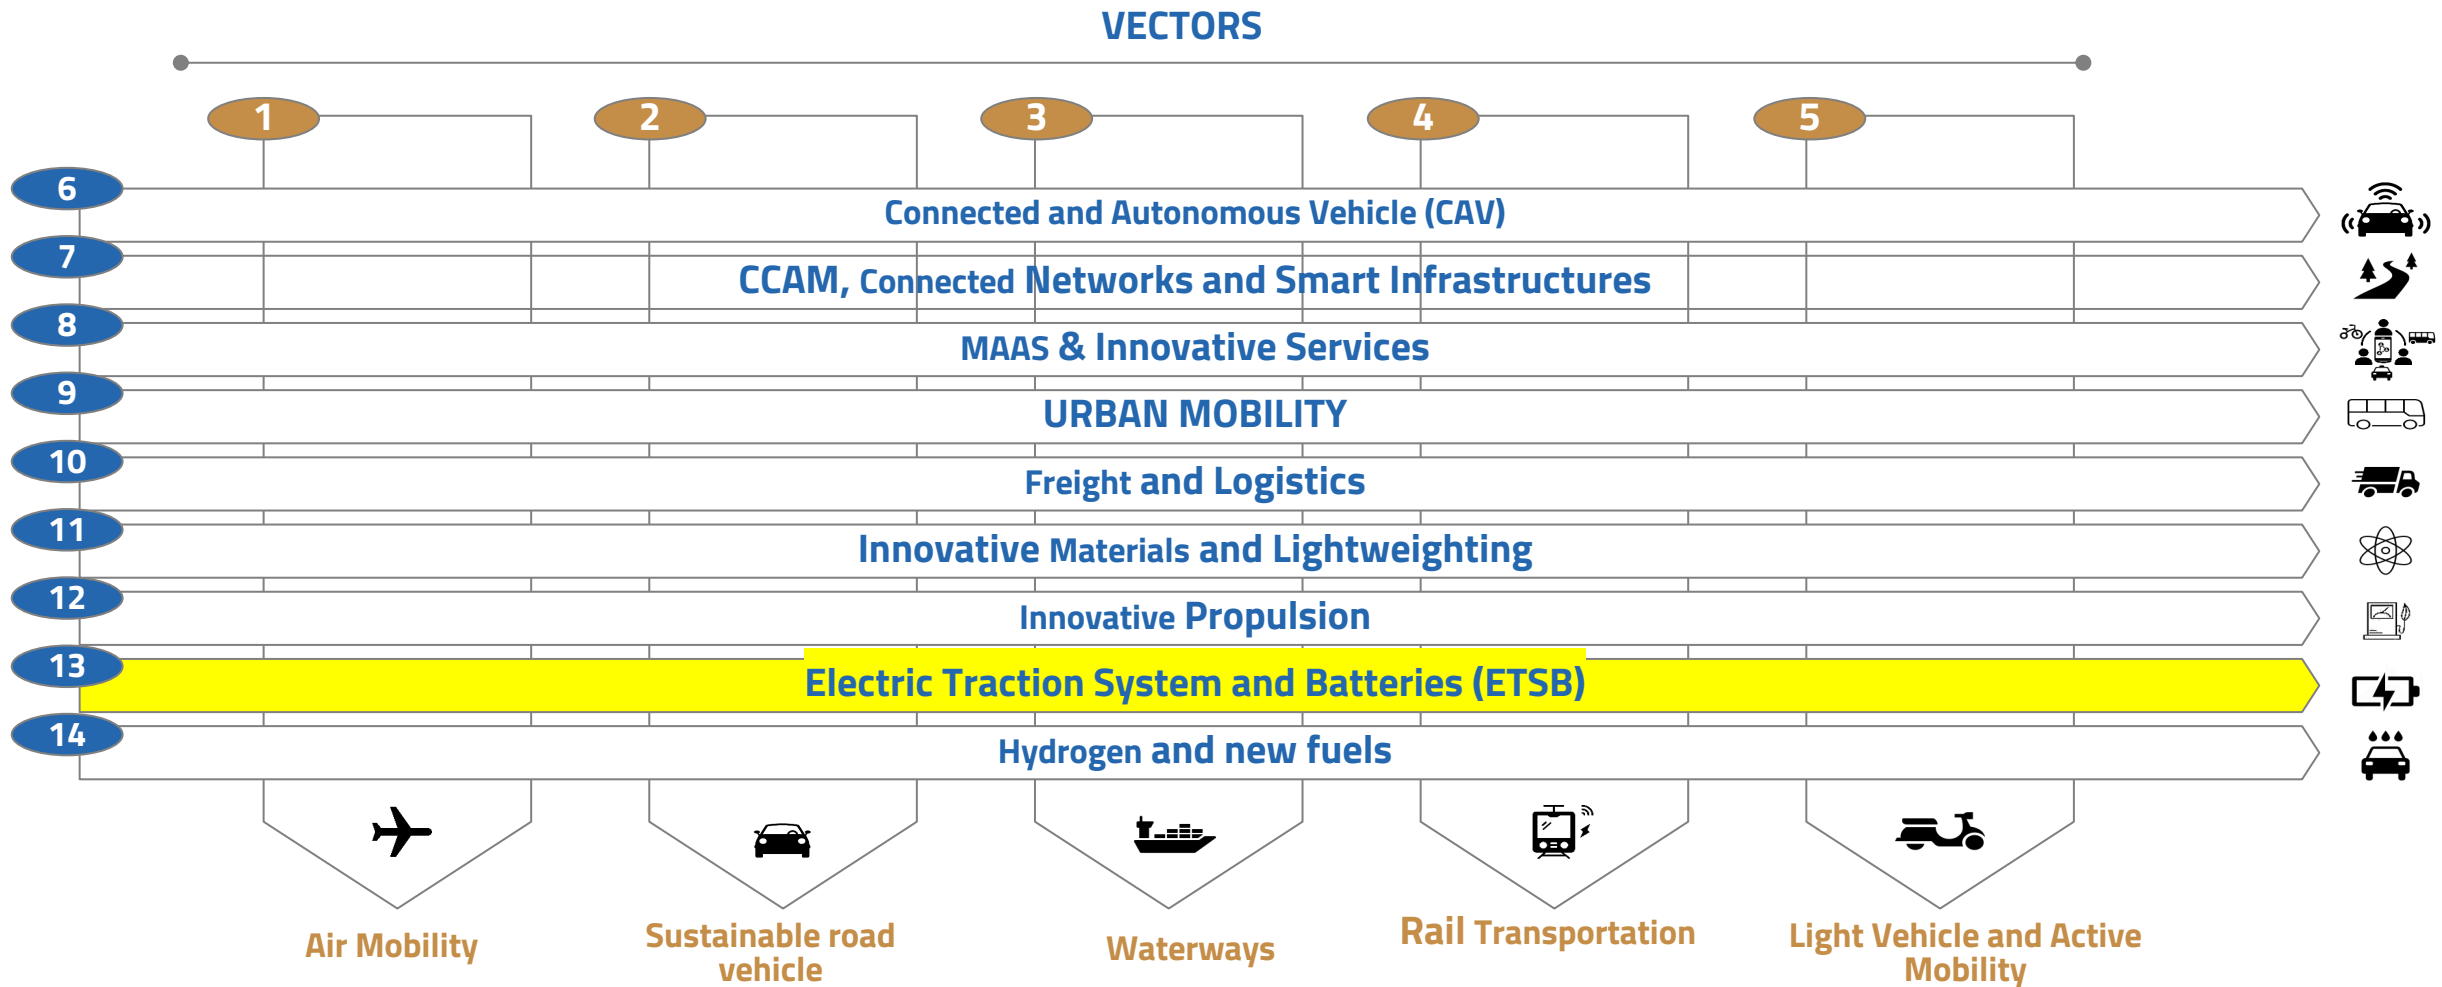 VECTORS
1 2 3 4 5
6
Connected and Autonomous Vehicle (CAV)
7
CCAM, Connected Networks and Smart Infrastructures
8
MAAS & Innovative Services
9
URBAN MOBILITY
10
Freight and Logistics
11
Innovative Materials and Lightweighting
12
Innovative Propulsion
13
Electric Traction System and Batteries (ETSB)
14
Hydrogen and new fuels
Air Mobility
Sustainable road
vehicle
Waterways
Rail Transportation
Light Vehicle and Active
Mobility